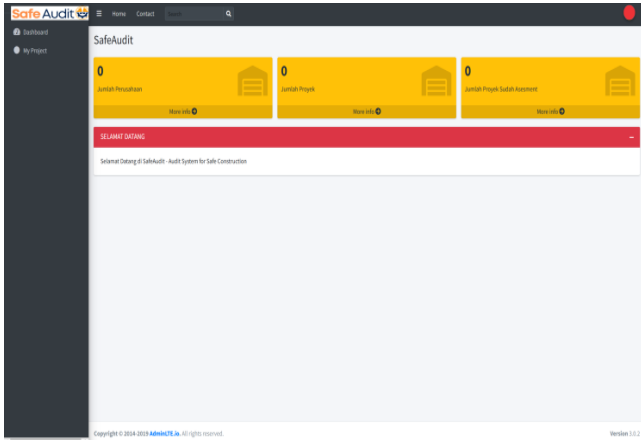 Safe Audit
Home Contact Search
Dashboard
My Project
SafeAudit
0
Jumlah Perusahaan
More info
0
Jumlah Proyek
More info
0
Jumlah Proyek Sudah Asesment
More info
SELAMAT DATANG
Selamat Datang di SafeAudit - Audit System for Safe Construction
Copyright © 2014-2019 AdminLTE.io. All rights reserved.
Version 3.0.2